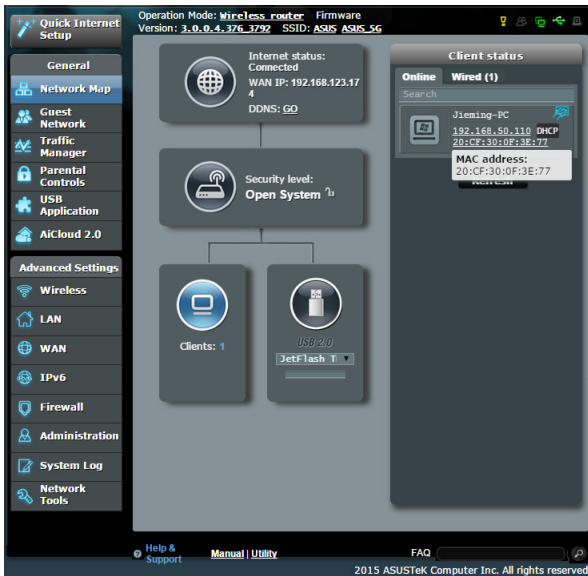 Quick Internet
Setup
Operation Mode: Wireless router Firmware
Version: 3.0.0.4.376_3792 SSID: ASUS ASUS_5G
General
Network Map
Guest
Network
Traffic
Manager
Parental
Controls
USB
Application
AiCloud 2.0
Advanced Settings
Wireless
LAN
WAN
IPv6
Firewall
Administration
System Log
Network
Tools
Internet status:
Connected
WAN IP: 192.168.123.17
4
DDNS: GO
Security level:
Open System
Clients: 1
USB 2.0
JetFlash T
Client status
Online Wired (1)
Search
Jieming-PC
192.168.50.110 DHCP
20:CF:30:0F:3E:77
MAC address:
20:CF:30:0F:3E:77
Refresh
Help &
Support
Manual | Utility
FAQ
2015 ASUSTeK Computer Inc. All rights reserved